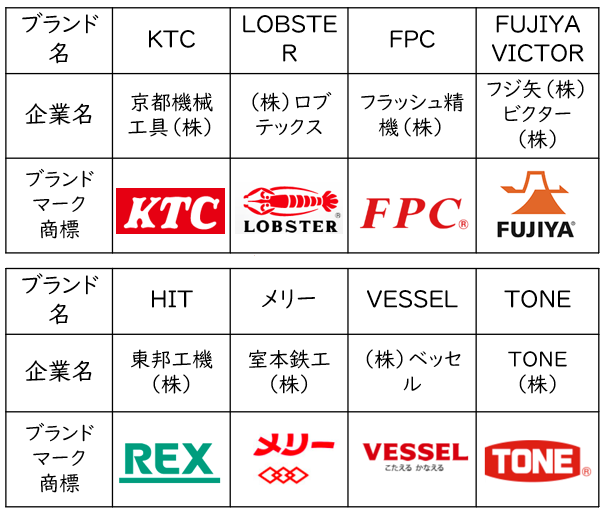 ブランド
名
KTC
LOBSTE
R
FPC
FUJIYA
VICTOR
企業名
京都機械
工具（株）
（株）ロブ
テックス
フラッシュ精
機（株）
フジ矢（株）
ビクター
（株）
ブランド
マーク
商標
KTC
LOBSTER®
FPC®
FUJIYA®
ブランド
名
HIT
メリー
VESSEL
TONE
企業名
東邦工機
（株）
室本鉄工
（株）
（株）ベッセ
ル
TONE
（株）
ブランド
マーク
商標
REX
メリー
VESSEL
こたえる かなえる
TONE®